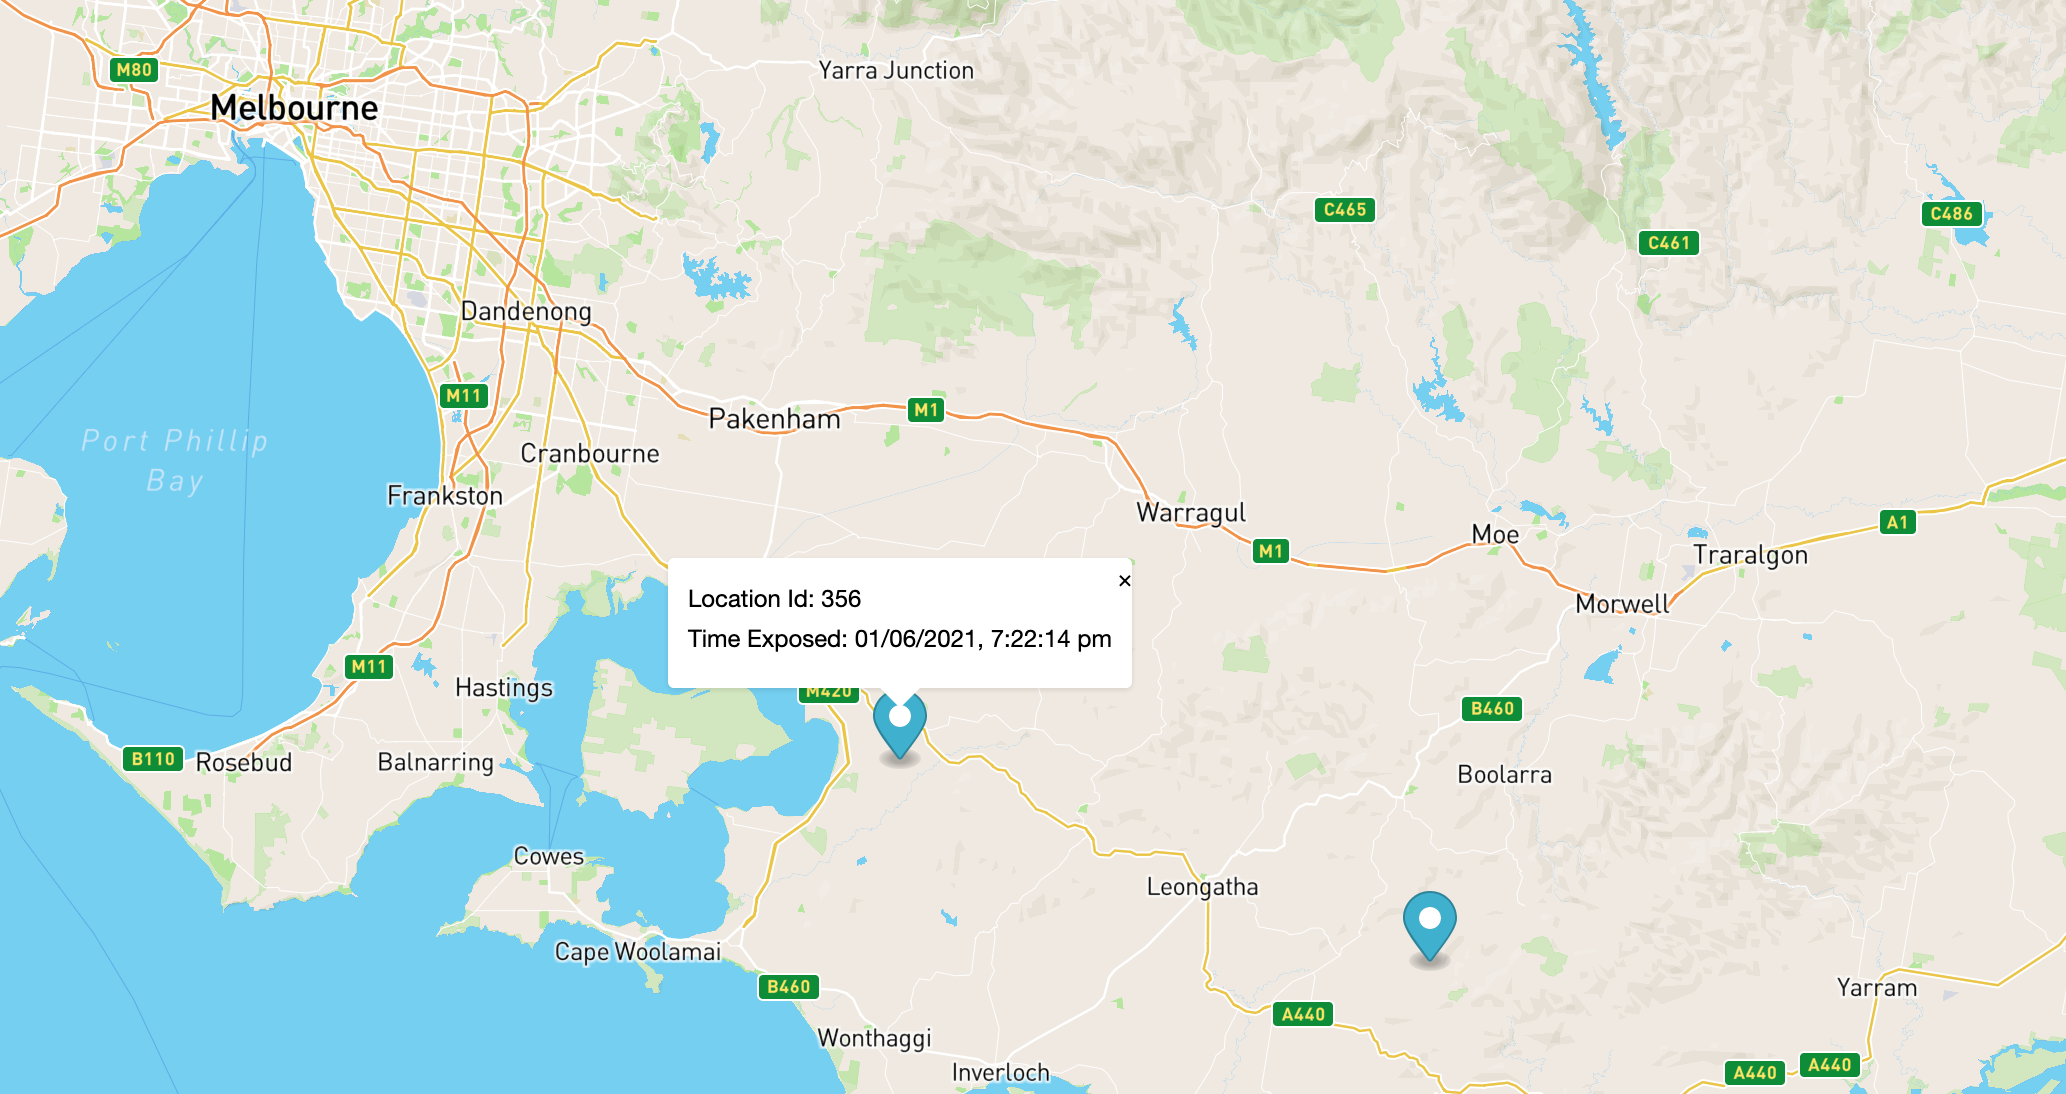 Yarra Junction
M80
Melbourne
C465
C486
C461
Dandenong
M11
M1
Pakenham
Port Phillip
Bay
Cranbourne
Frankston
Warragul
A1
Moe
M1
Traralgon
Location Id: 356
×
Time Exposed: 01/06/2021, 7:22:14 pm
Morwell
M11
Hastings
M420
B460
B110
Rosebud
Balnarring
Boolarra
Cowes
Leongatha
Cape Woolamai
B460
Yarram
A440
Wonthaggi
Inverloch
A440
A440